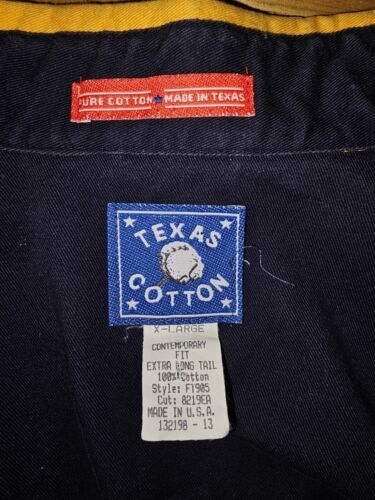 PURE COTTON ★ MADE IN TEXAS
TEXAS
COTTON
X-LARGE
CONTEMPORARY
FIT
EXTRA LONG TAIL
100% Cotton
Style: F1905
Cut: 8219EA
MADE IN U.S.A.
132198 - 13